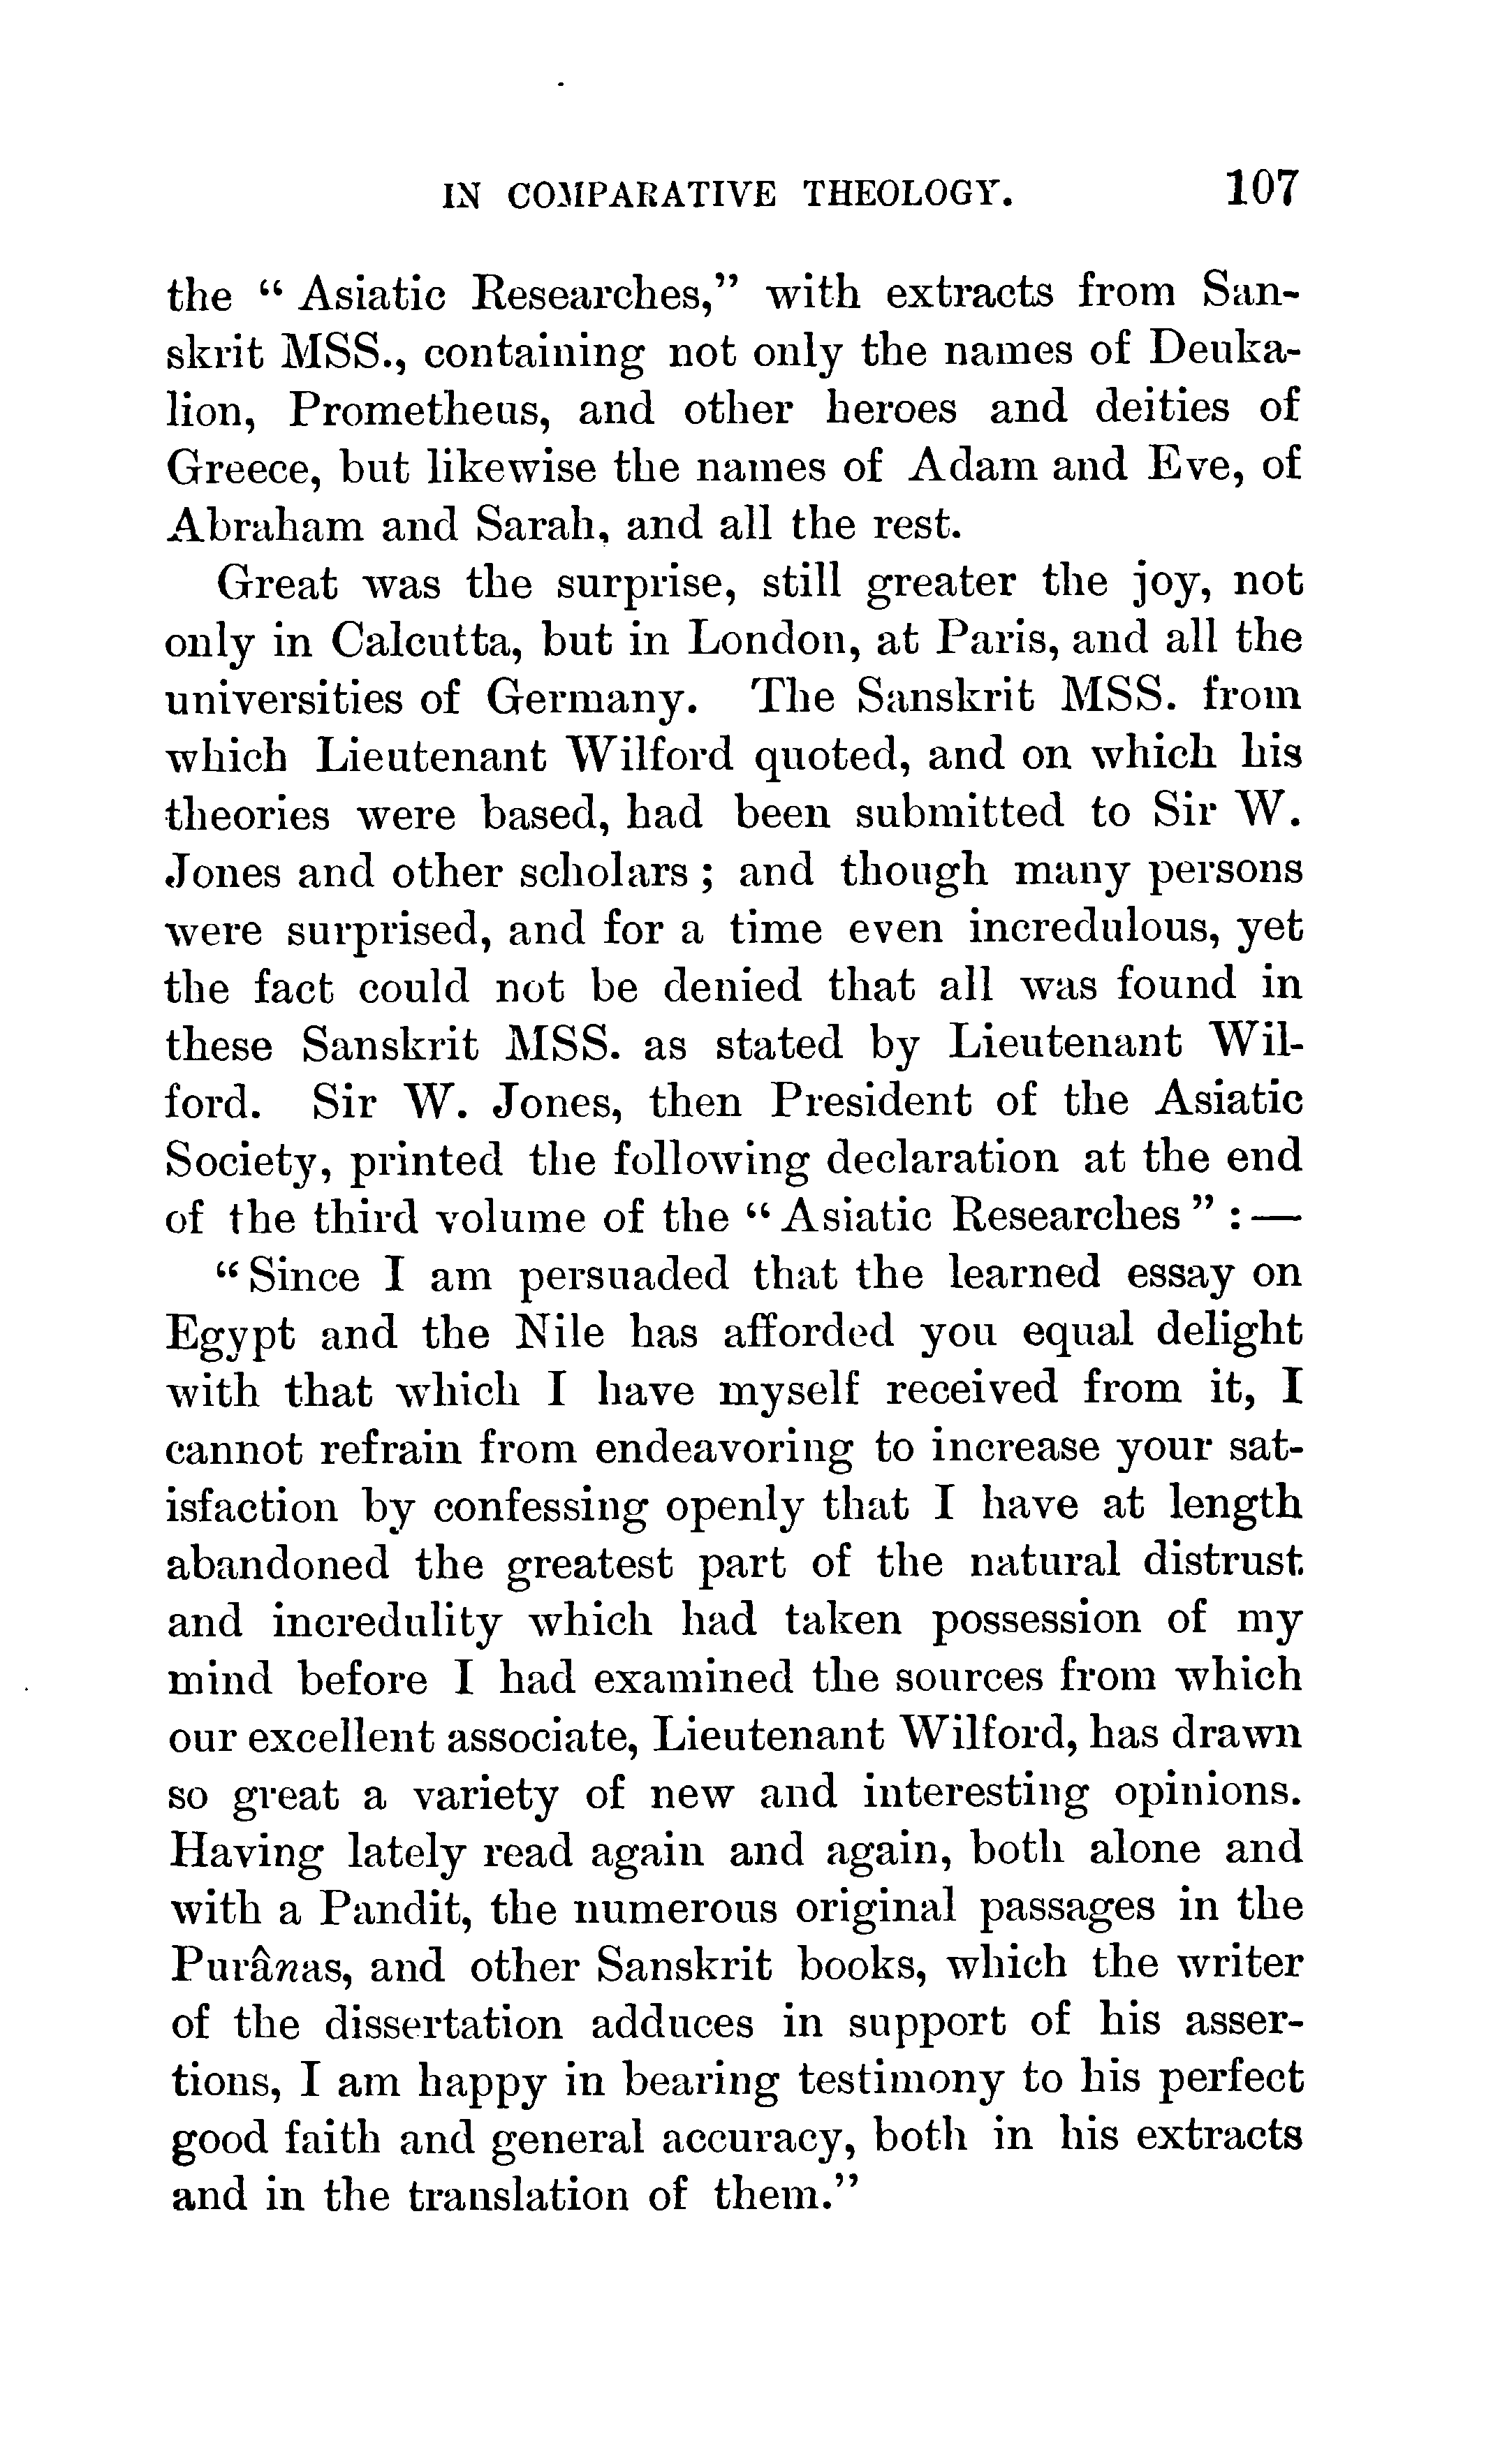 IN COMPARATIVE THEOLOGY. 107
the “ Asiatic Researches,” with extracts from San-
skrit MSS., containing not only the names of Deuka-
lion, Prometheus, and other heroes and deities of
Greece, but likewise the names of Adam and Eve, of
Abraham and Sarah, and all the rest.
Great was the surprise, still greater the joy, not
only in Calcutta, but in London, at Paris, and all the
universities of Germany. The Sanskrit MSS. from
which Lieutenant Wilford quoted, and on which his
theories were based, had been submitted to Sir W.
Jones and other scholars ; and though many persons
were surprised, and for a time even incredulous, yet
the fact could not be denied that all was found in
these Sanskrit MSS. as stated by Lieutenant Wil-
ford. Sir W. Jones, then President of the Asiatic
Society, printed the following declaration at the end
of the third volume of the “ Asiatic Researches ” : —
“ Since I am persuaded that the learned essay on
Egypt and the Nile has afforded you equal delight
with that which I have myself received from it, I
cannot refrain from endeavoring to increase your sat-
isfaction by confessing openly that I have at length
abandoned the greatest part of the natural distrust
and incredulity which had taken possession of my
mind before I had examined the sources from which
our excellent associate, Lieutenant Wilford, has drawn
so great a variety of new and interesting opinions.
Having lately read again and again, both alone and
with a Pandit, the numerous original passages in the
Purânas, and other Sanskrit books, which the writer
of the dissertation adduces in support of his asser-
tions, I am happy in bearing testimony to his perfect
good faith and general accuracy, both in his extracts
and in the translation of them.”